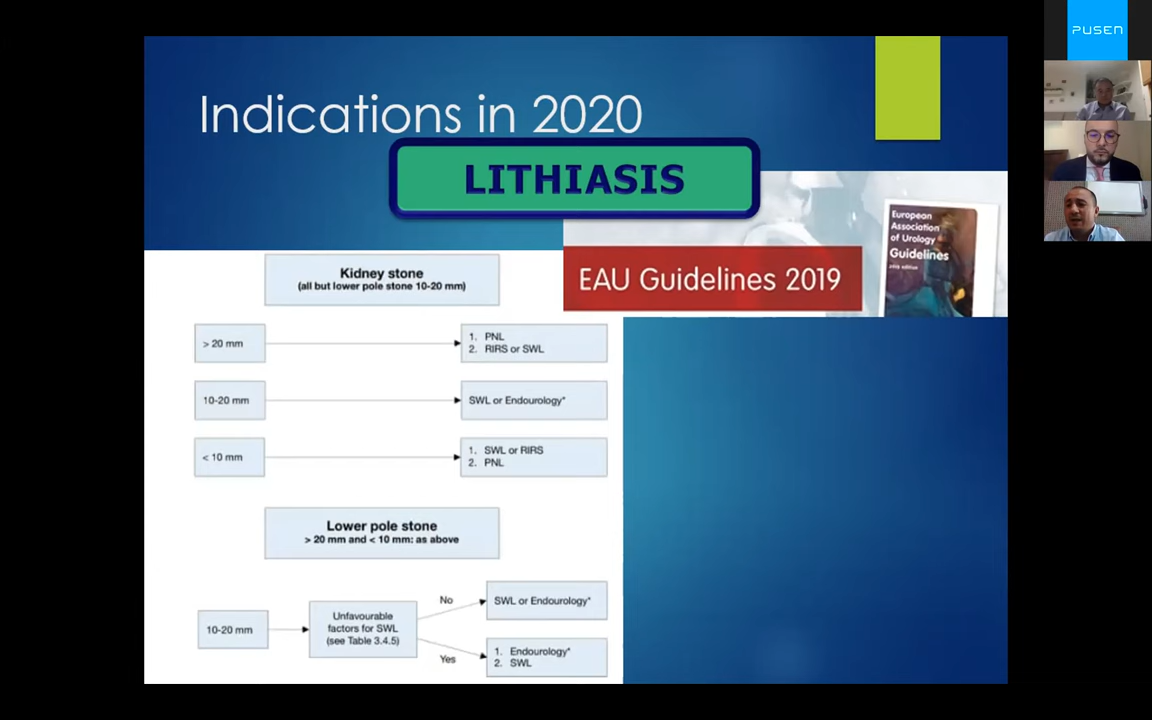 PUSEN
Indications in 2020
LITHIASIS
European
Association
of Urology
Guidelines
2019 edition
EAU Guidelines 2019
Kidney stone
(all but lower pole stone 10-20 mm)
> 20 mm
1. PNL
2. RIRS or SWL
10-20 mm
SWL or Endourology*
< 10 mm
1. SWL or RIRS
2. PNL
Lower pole stone
> 20 mm and < 10 mm: as above
10-20 mm
Unfavourable
factors for SWL
(see Table 3.4.5)
No
SWL or Endourology*
Yes
1. Endourology*
2. SWL